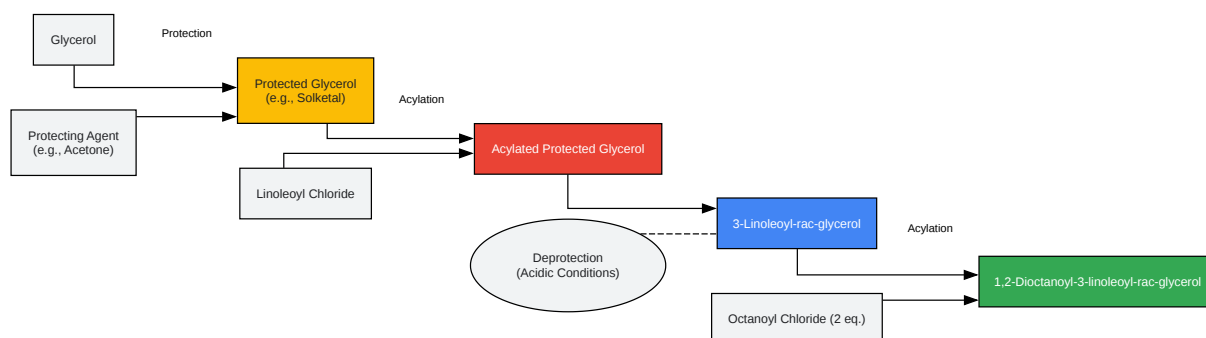 Glycerol
Protection
Protected Glycerol
(e.g., Solketal)
Protecting Agent
(e.g., Acetone)
Acylation
Acylated Protected Glycerol
Linoleoyl Chloride
3-Linoleoyl-rac-glycerol
Acylation
Deprotection
(Acidic Conditions)
1,2-Dioctanoyl-3-linoleoyl-rac-glycerol
Octanoyl Chloride (2 eq.)